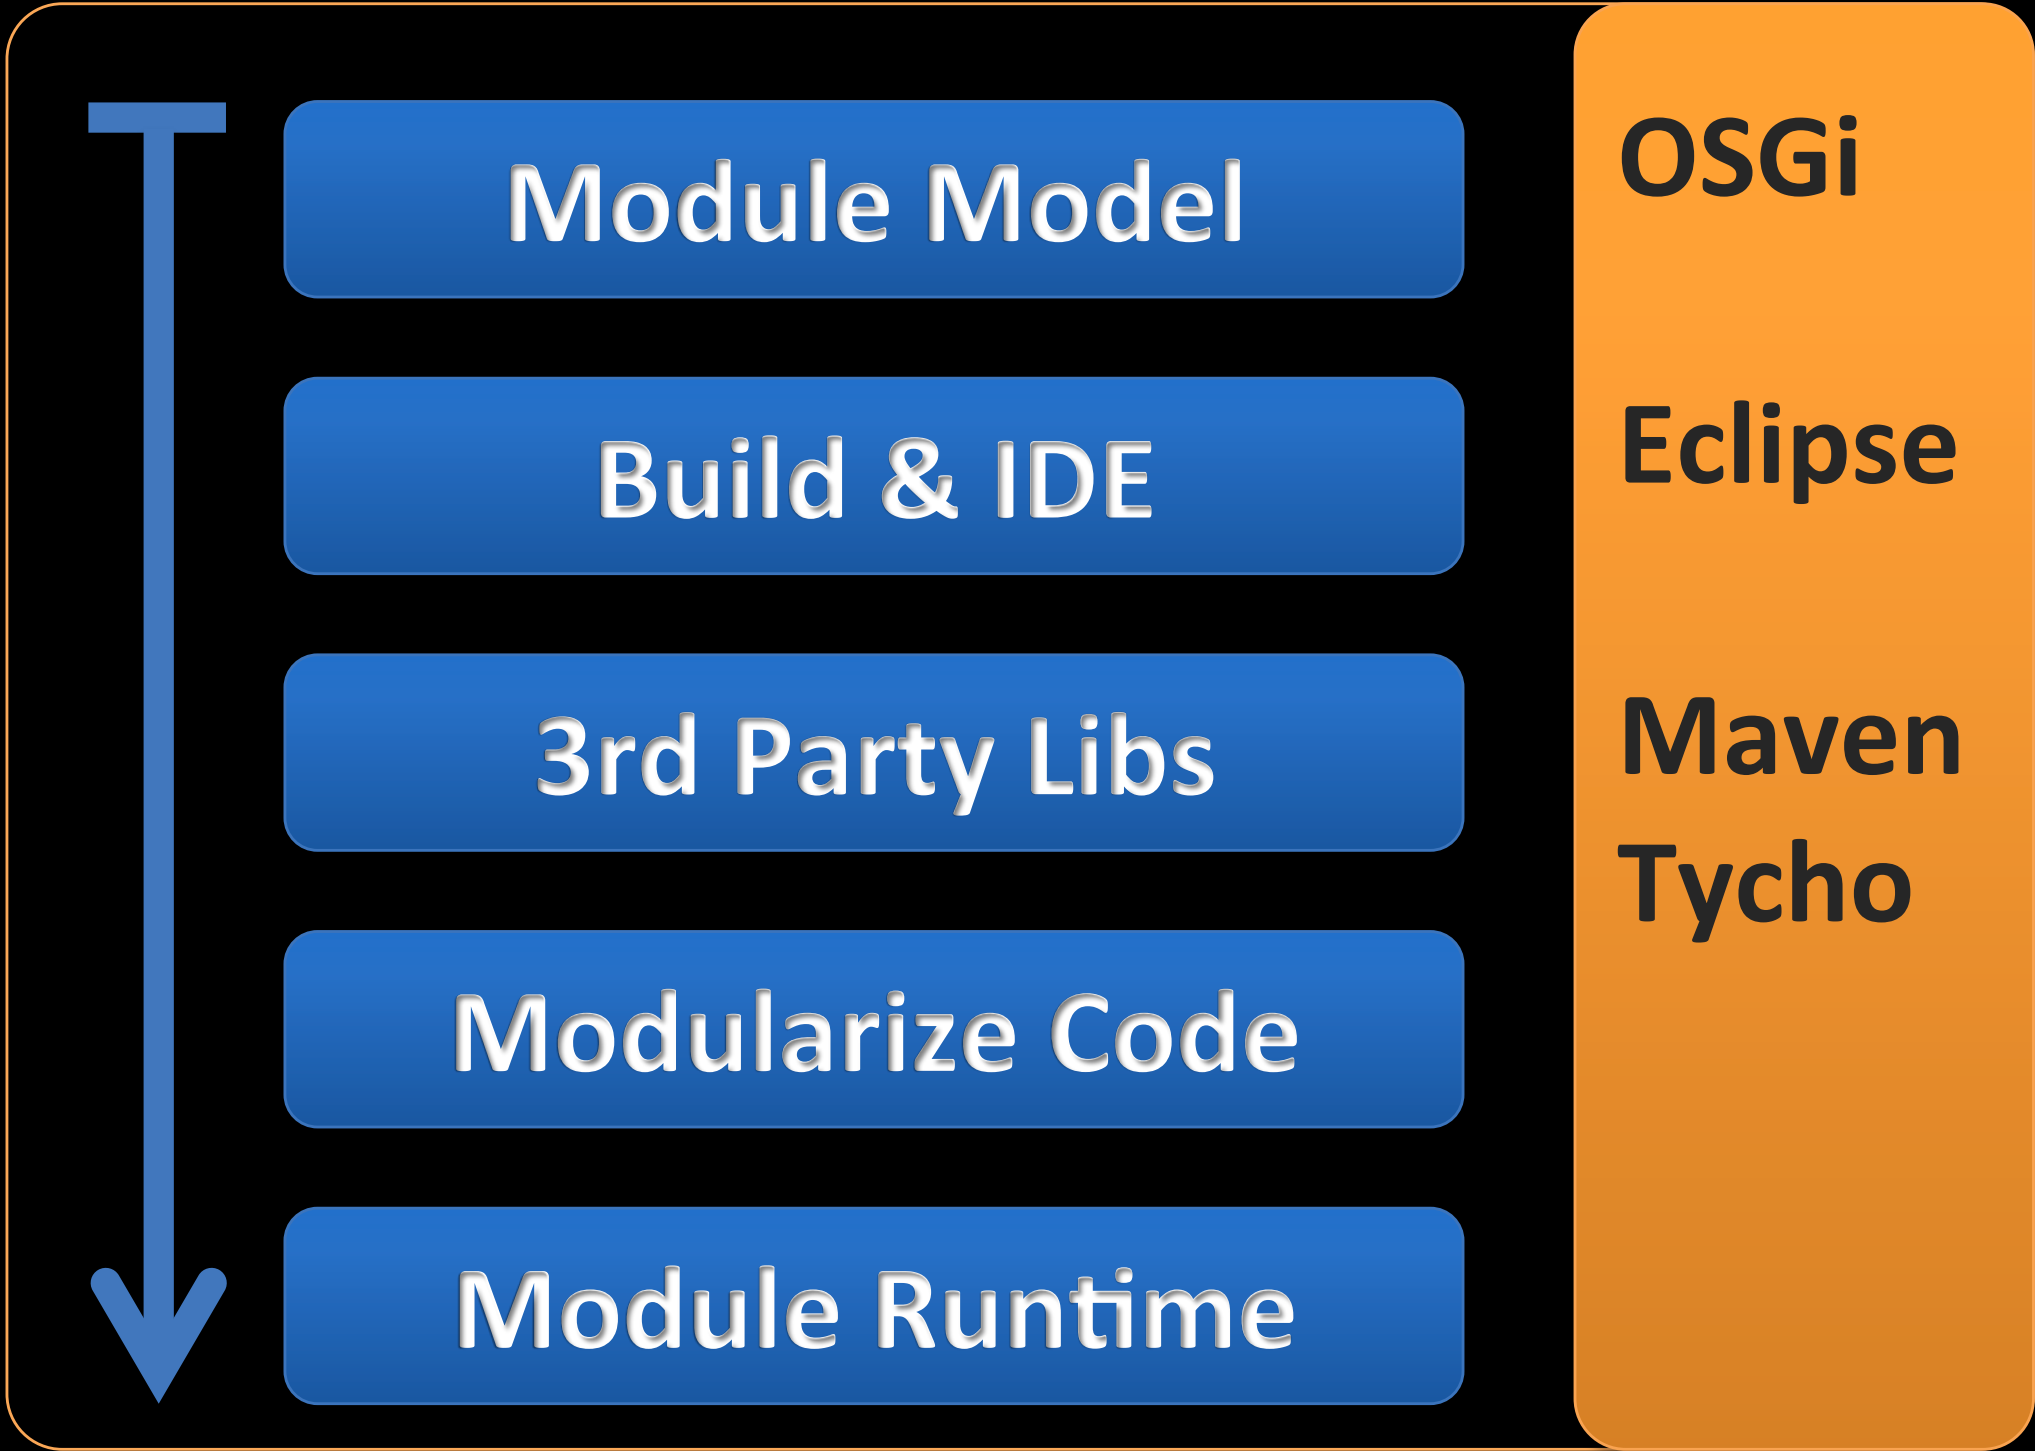 Module Model
Build & IDE
3rd Party Libs
Modularize Code
Module Runtime
OSGi
Eclipse
Maven
Tycho